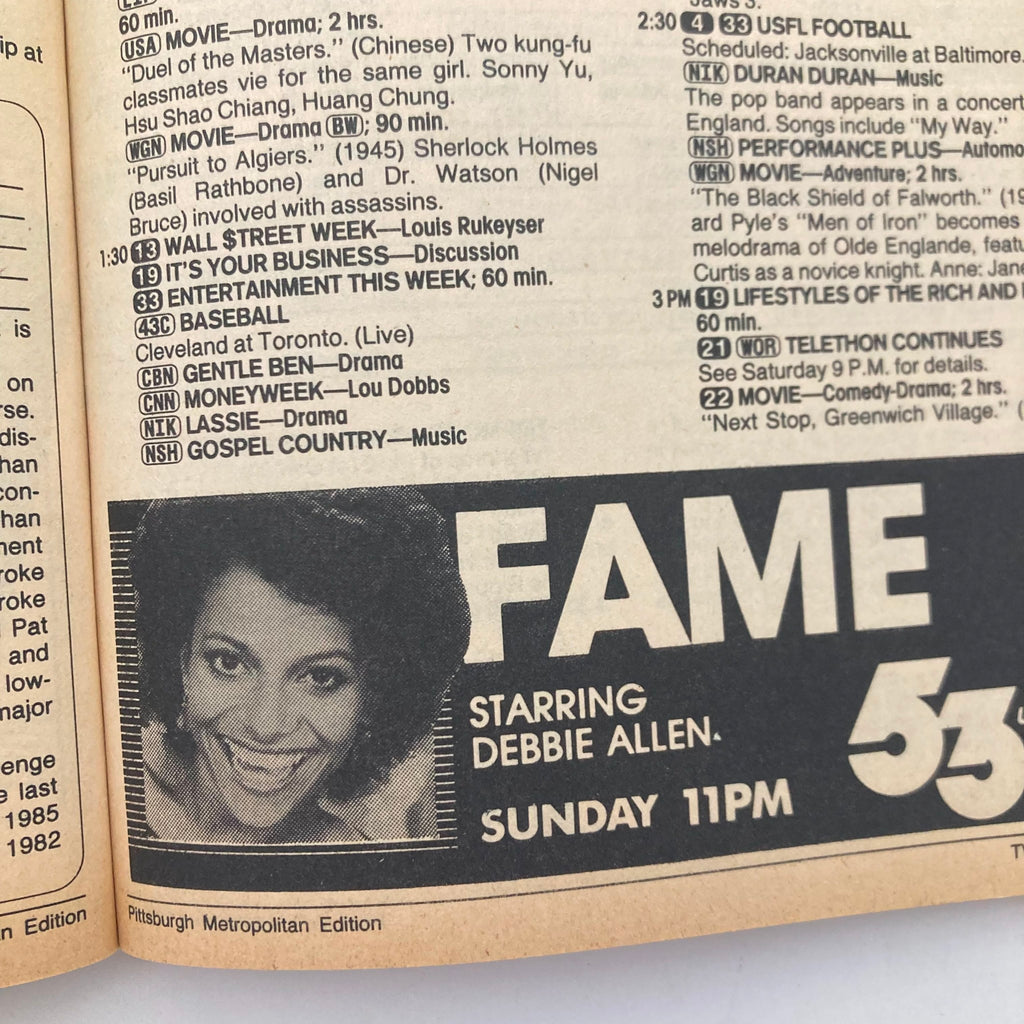 ip at
is
on
rse.
dis-
han
con-
han
ment
roke
roke
Pat
and
low-
major
enge
e last
1985
1982
n Edition
60 min.
USA MOVIE—Drama; 2 hrs.
"Duel of the Masters." (Chinese) Two kung-fu
classmates vie for the same girl. Sonny Yu,
Hsu Shao Chiang, Huang Chung.
WGN MOVIE—Drama BW; 90 min.
"Pursuit to Algiers." (1945) Sherlock Holmes
(Basil Rathbone) and Dr. Watson (Nigel
Bruce) involved with assassins.
1:30 13 WALL $TREET WEEK—Louis Rukeyser
19 IT'S YOUR BUSINESS—Discussion
33 ENTERTAINMENT THIS WEEK; 60 min.
43C BASEBALL
Cleveland at Toronto. (Live)
CBN GENTLE BEN—Drama
CNN MONEYWEEK—Lou Dobbs
NIK LASSIE—Drama
NSH GOSPEL COUNTRY—Music
Jaws 3.
2:30 4 33 USFL FOOTBALL
Scheduled: Jacksonville at Baltimore.
NIK DURAN DURAN—Music
The pop band appears in a concert
England. Songs include "My Way."
NSH PERFORMANCE PLUS—Automo
WGN MOVIE—Adventure; 2 hrs.
"The Black Shield of Falworth." (19
ard Pyle's "Men of Iron" becomes
melodrama of Olde Englande, featu
Curtis as a novice knight. Anne: Jane
3 PM 19 LIFESTYLES OF THE RICH AND
60 min.
21 WOR TELETHON CONTINUES
See Saturday 9 P.M. for details.
22 MOVIE—Comedy-Drama; 2 hrs.
"Next Stop, Greenwich Village." (
FAME
STARRING
DEBBIE ALLEN.
SUNDAY 11PM
53
TV
Pittsburgh Metropolitan Edition